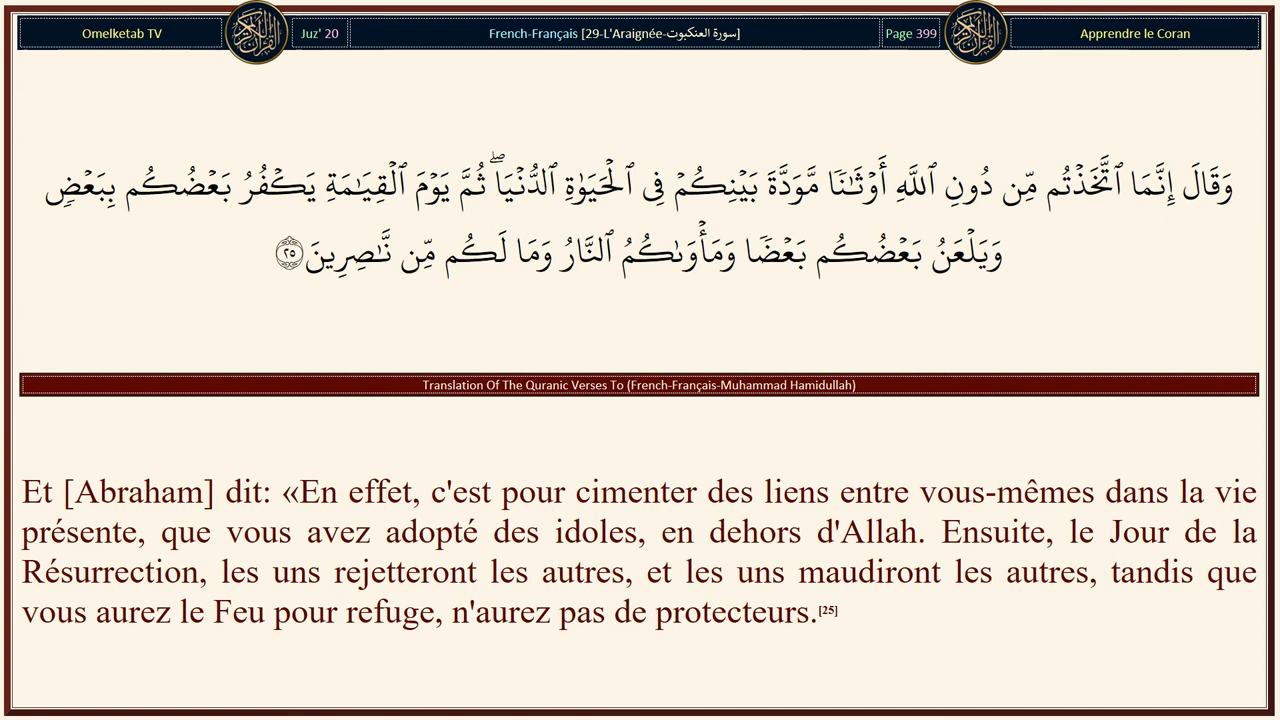 Omelketab TV
Juz' 20
French-Français [29-L'Araignée-سورة العنكبوت]
Page 399
Apprendre le Coran
وَقَالَ إِنَّمَا ٱتَّخَذْتُم مِّن دُونِ ٱللَّهِ أَوْثَٰنًا مَّوَدَّةَ بَيْنِكُمْ فِى ٱلْحَيَوٰةِ ٱلدُّنْيَا ۖ ثُمَّ يَوْمَ ٱلْقِيَٰمَةِ يَكْفُرُ بَعْضُكُم بِبَعْضٍ
وَيَلْعَنُ بَعْضُكُم بَعْضًا وَمَأْوَىٰكُمُ ٱلنَّارُ وَمَا لَكُم مِّن نَّٰصِرِينَ ٢٥
Translation Of The Quranic Verses To (French-Français-Muhammad Hamidullah)
Et [Abraham] dit: «En effet, c'est pour cimenter des liens entre vous-mêmes dans la vie
présente, que vous avez adopté des idoles, en dehors d'Allah. Ensuite, le Jour de la
Résurrection, les uns rejetteront les autres, et les uns maudiront les autres, tandis que
vous aurez le Feu pour refuge, n'aurez pas de protecteurs.[25]